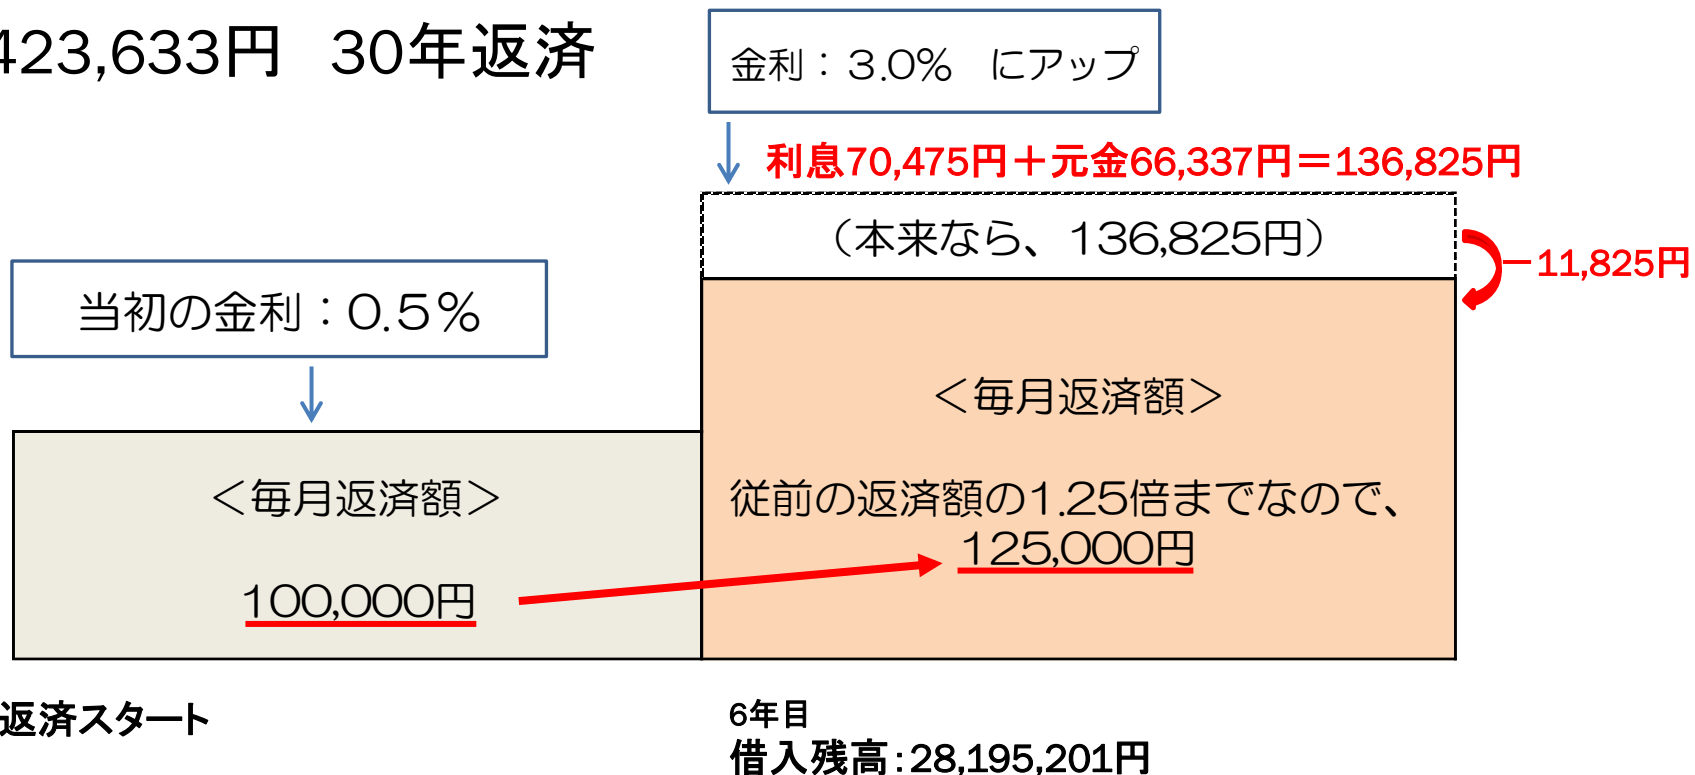 423,633円　30年返済
金利：３.0%　にアップ
利息70,475円＋元金66,337円＝136,825円
（本来なら、136,825円）
－11,825円
当初の金利：０.５％
＜毎月返済額＞
従前の返済額の1.25倍までなので、
125,000円
＜毎月返済額＞
100,000円
返済スタート
6年目
借入残高：28,195,201円